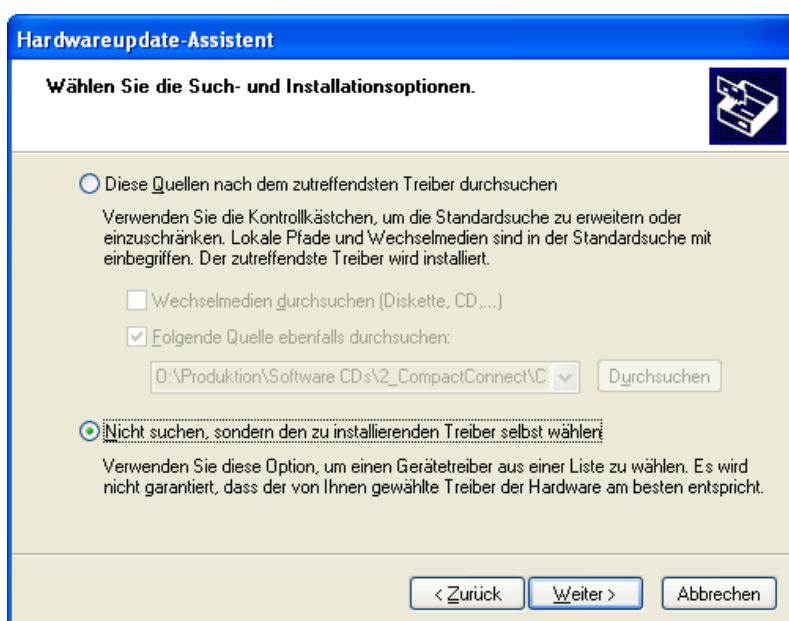 Hardwareupdate-Assistent
Wählen Sie die Such- und Installationsoptionen.
Diese Quellen nach dem zutreffendsten Treiber durchsuchen
Verwenden Sie die Kontrollkästchen, um die Standardsuche zu erweitern oder
einzuschränken. Lokale Pfade und Wechselmedien sind in der Standardsuche mit
einbegriffen. Der zutreffendste Treiber wird installiert.
Wechselmedien durchsuchen (Diskette, CD,...)
Folgende Quelle ebenfalls durchsuchen:
O:\Produktion\Software CDs\2_CompactConnect\C
Durchsuchen
Nicht suchen, sondern den zu installierenden Treiber selbst wählen
Verwenden Sie diese Option, um einen Gerätetreiber aus einer Liste zu wählen. Es wird
nicht garantiert, dass der von Ihnen gewählte Treiber der Hardware am besten entspricht.
< Zurück Weiter > Abbrechen